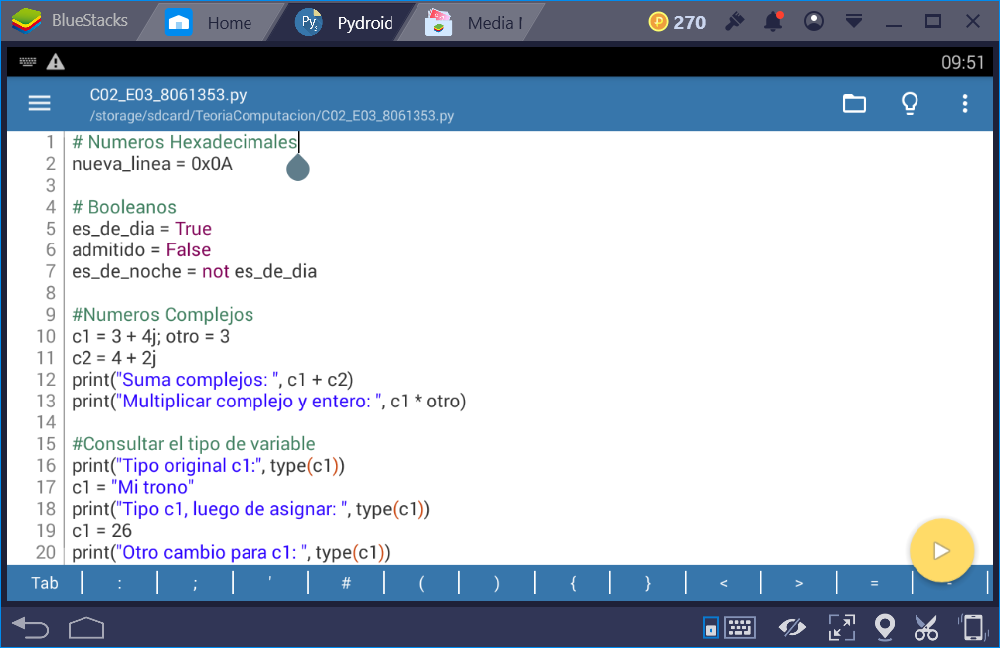 BlueStacks Home Pydroid Media 270
09:51
C02_E03_8061353.py
/storage/sdcard/TeoriaComputacion/C02_E03_8061353.py
1 # Numeros Hexadecimales
2 nueva_linea = 0x0A
3
4 # Booleanos
5 es_de_dia = True
6 admitido = False
7 es_de_noche = not es_de_dia
8
9 #Numeros Complejos
10 c1 = 3 + 4j; otro = 3
11 c2 = 4 + 2j
12 print("Suma complejos: ", c1 + c2)
13 print("Multiplicar complejo y entero: ", c1 * otro)
14
15 #Consultar el tipo de variable
16 print("Tipo original c1:", type(c1))
17 c1 = "Mi trono"
18 print("Tipo c1, luego de asignar: ", type(c1))
19 c1 = 26
20 print("Otro cambio para c1: ", type(c1))
Tab : ; ' # ( ) { } < > =